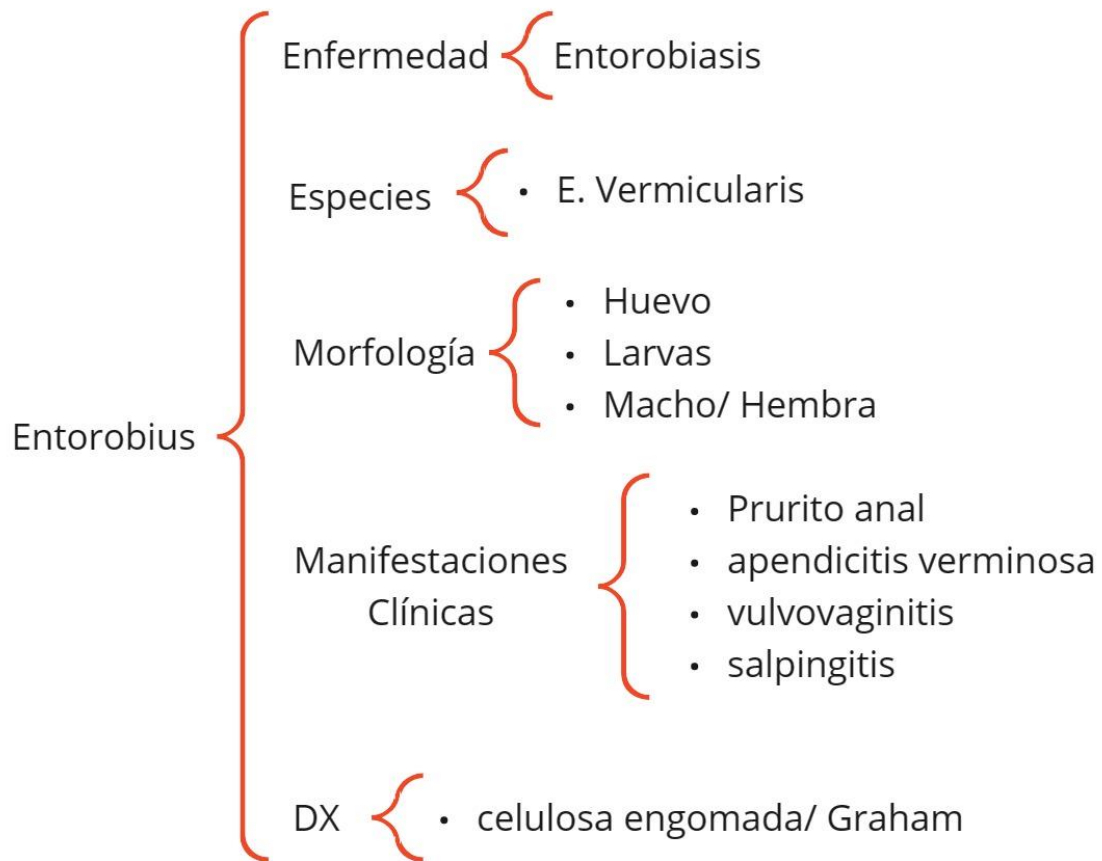 Entorobius
Enfermedad
Entorobiasis
Especies
• E. Vermicularis
Morfología
• Huevo
• Larvas
• Macho/ Hembra
Manifestaciones
Clínicas
• Prurito anal
• apendicitis verminosa
• vulvovaginitis
• salpingitis
DX
• celulosa engomada/ Graham